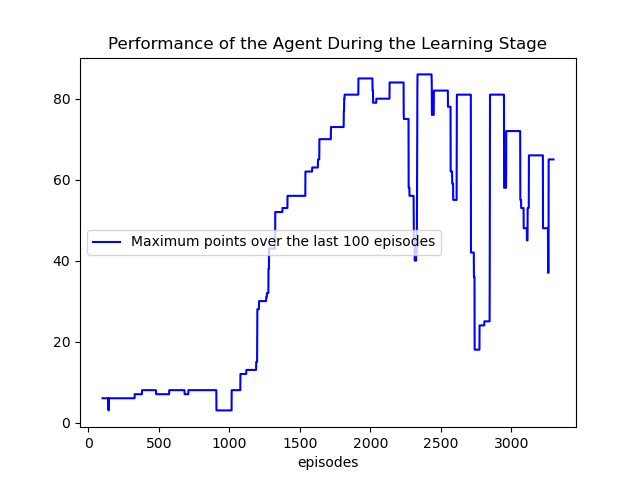 Performance of the Agent During the Learning Stage
80
60
Maximum points over the last 100 episodes
40
20
0
0 500 1000 1500 2000 2500 3000
episodes